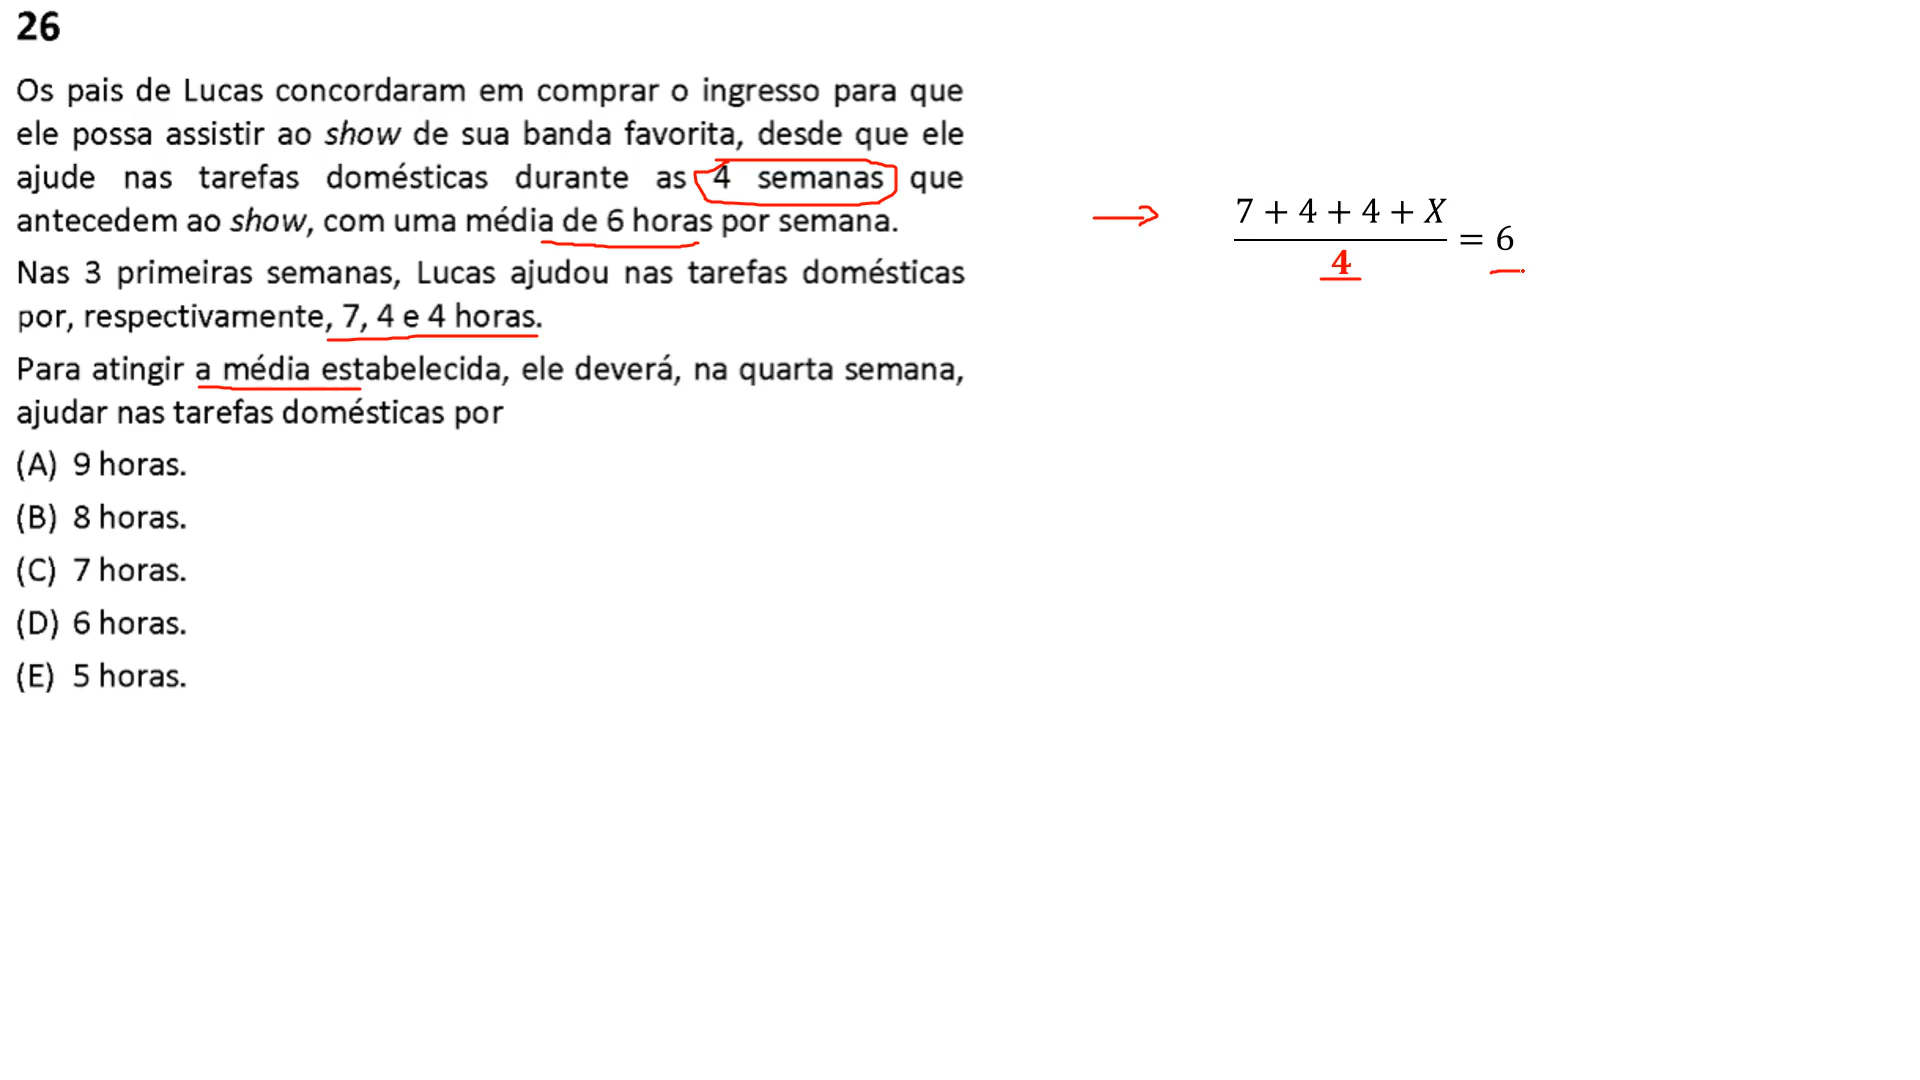 26
Os pais de Lucas concordaram em comprar o ingresso para que
ele possa assistir ao show de sua banda favorita, desde que ele
ajude nas tarefas domésticas durante as 4 semanas que
antecedem ao show, com uma média de 6 horas por semana.
Nas 3 primeiras semanas, Lucas ajudou nas tarefas domésticas
por, respectivamente, 7, 4 e 4 horas.
Para atingir a média estabelecida, ele deverá, na quarta semana,
ajudar nas tarefas domésticas por
(A) 9 horas.
(B) 8 horas.
(C) 7 horas.
(D) 6 horas.
(E) 5 horas.
7 + 4 + 4 + X
= 6
4